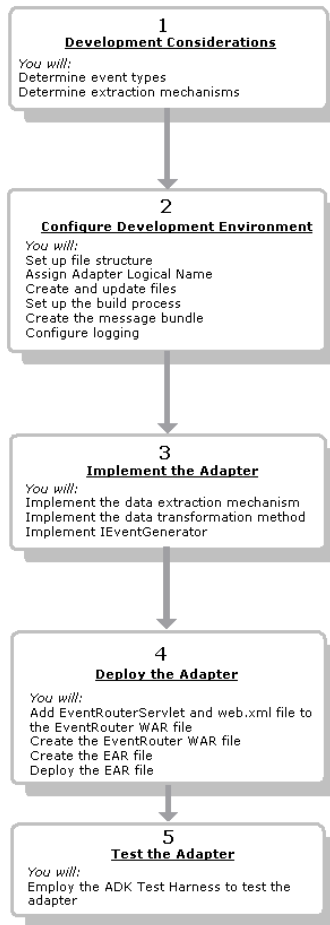 1
Development Considerations
You will:
Determine event types
Determine extraction mechanisms
2
Configure Development Environment
You will:
Set up file structure
Assign Adapter Logical Name
Create and update files
Set up the build process
Create the message bundle
Configure logging
3
Implement the Adapter
You will:
Implement the data extraction mechanism
Implement the data transformation method
Implement IEventGenerator
4
Deploy the Adapter
You will:
Add EventRouterServlet and web.xml file to
the EventRouter WAR file
Create the EventRouter WAR file
Create the EAR file
Deploy the EAR file
5
Test the Adapter
You will:
Employ the ADK Test Harness to test the
adapter